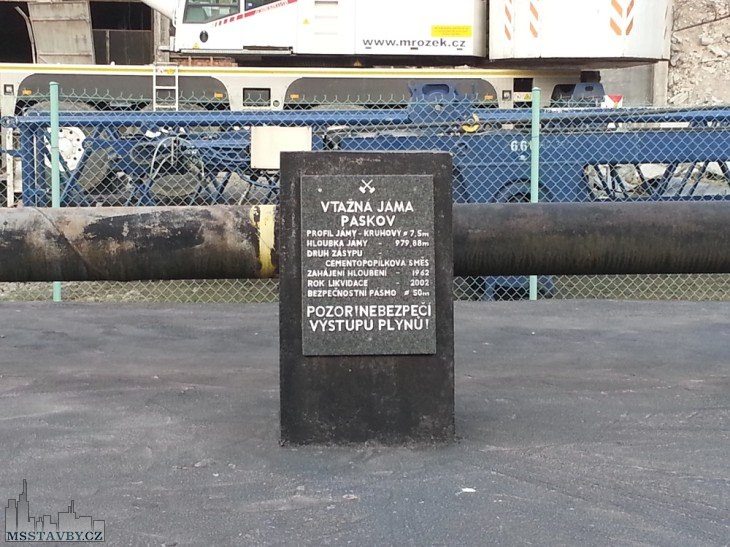 www.mrozek.cz
660
VTAŽNÁ JÁMA
PASKOV
PROFIL JÁMY - KRUHOVÝ ø 7,5m
HLOUBKA JÁMY - 979,88m
DRUH ZÁSYPU -
CEMENTOPOPÍLKOVÁ SMĚS
ZAHÁJENÍ HLOUBENÍ - 1962
ROK LIKVIDACE - 2002
BEZPEČNOSTNÍ PÁSMO ø 50m
POZOR!NEBEZPEČÍ
VÝSTUPU PLYNŮ!
MSSTAVBY.CZ